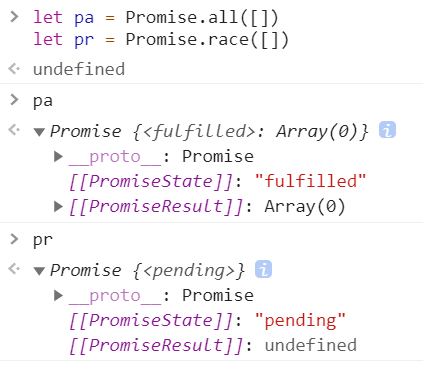 > let pa = Promise.all([])
let pr = Promise.race([])
undefined
> pa
▼Promise {<fulfilled>: Array(0)} i
▶__proto__: Promise
[[PromiseState]]: "fulfilled"
▶[[PromiseResult]]: Array(0)
> pr
▼Promise {<pending>} i
▶__proto__: Promise
[[PromiseState]]: "pending"
[[PromiseResult]]: undefined